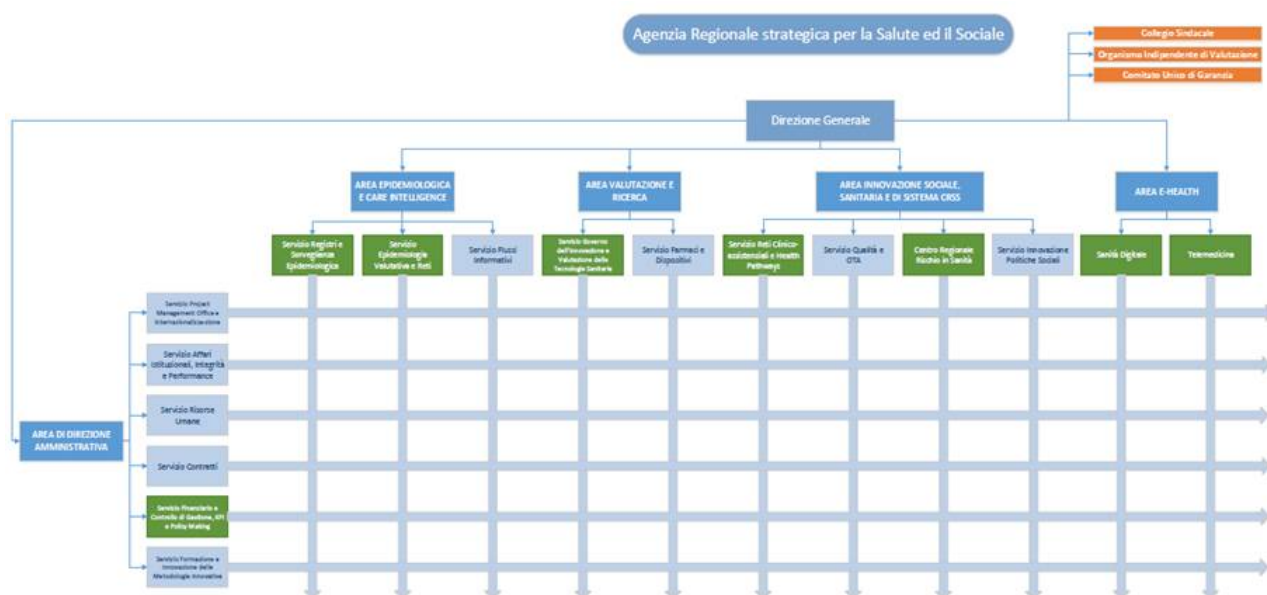 Agenzia Regionale strategica per la Salute ed il Sociale
Collegio Sindacale
Organismo Indipendente di Valutazione
Comitato Unico di Garanzia
Direzione Generale
AREA EPIDEMIOLOGICA
E CARE INTELLIGENCE
AREA VALUTAZIONE E
RICERCA
AREA INNOVAZIONE SOCIALE,
SANITARIA E DI SISTEMA CRSS
AREA E-HEALTH
Servizio Registri e
Sorveglianza
Epidemiologica
Servizio
Epidemiologia
Valutativa e Reti
Servizio Flussi
Informativi
Servizio Governo
dell'Innovazione e
Valutazione delle
Tecnologie Sanitarie
Servizio Farmaci e
Dispositivi
Servizio Reti Clinico-
assistenziali e Health
Pathways
Servizio Qualità e
OTA
Centro Regionale
Rischio in Sanità
Servizio Innovazione
Politiche Sociali
Sanità Digitale
Telemedicina
Servizio Project
Management Office e
Internazionalizzazione
Servizio Affari
Istituzionali, Integrità
e Performance
Servizio Risorse
Umane
AREA DI DIREZIONE
AMMINISTRATIVA
Servizio Contratti
Servizio Finanziario e
Controllo di Gestione, KPI
e Policy Making
Servizio Formazione e
Innovazione delle
Metodologie Innovative